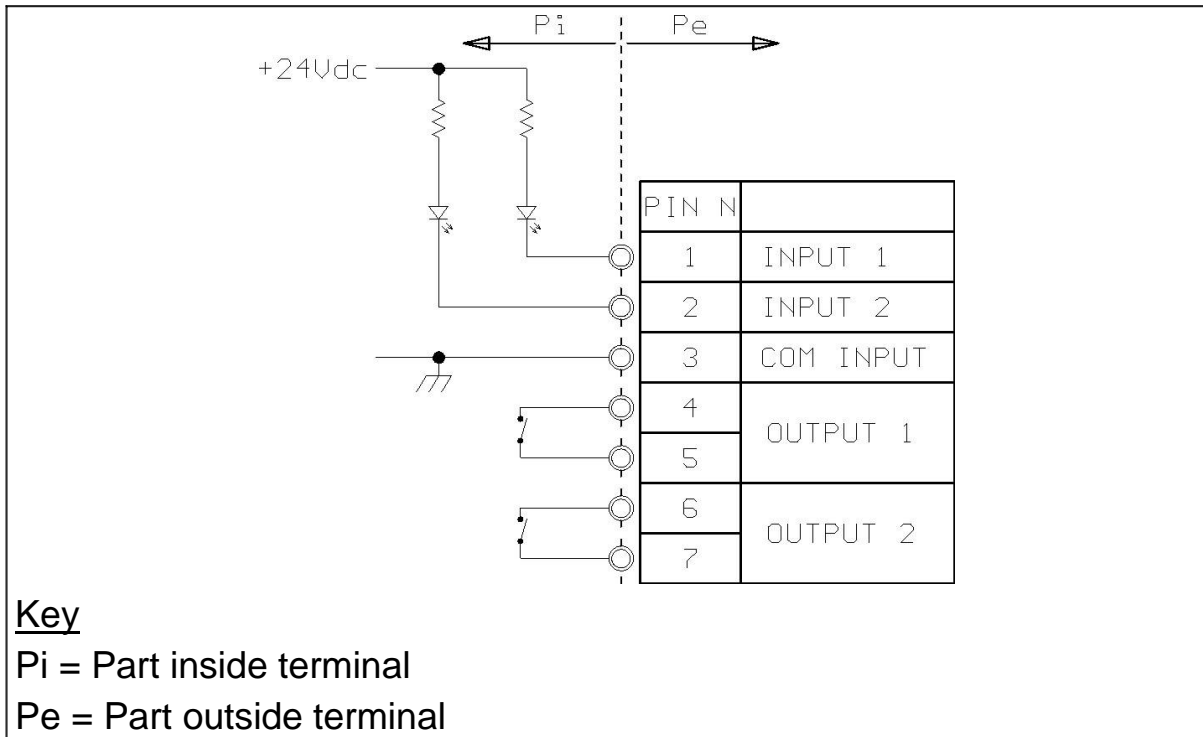 Pi Pe
+24Vdc
PIN N
1 INPUT 1
2 INPUT 2
3 COM INPUT
4
OUTPUT 1
5
6
OUTPUT 2
7
Key
Pi = Part inside terminal
Pe = Part outside terminal